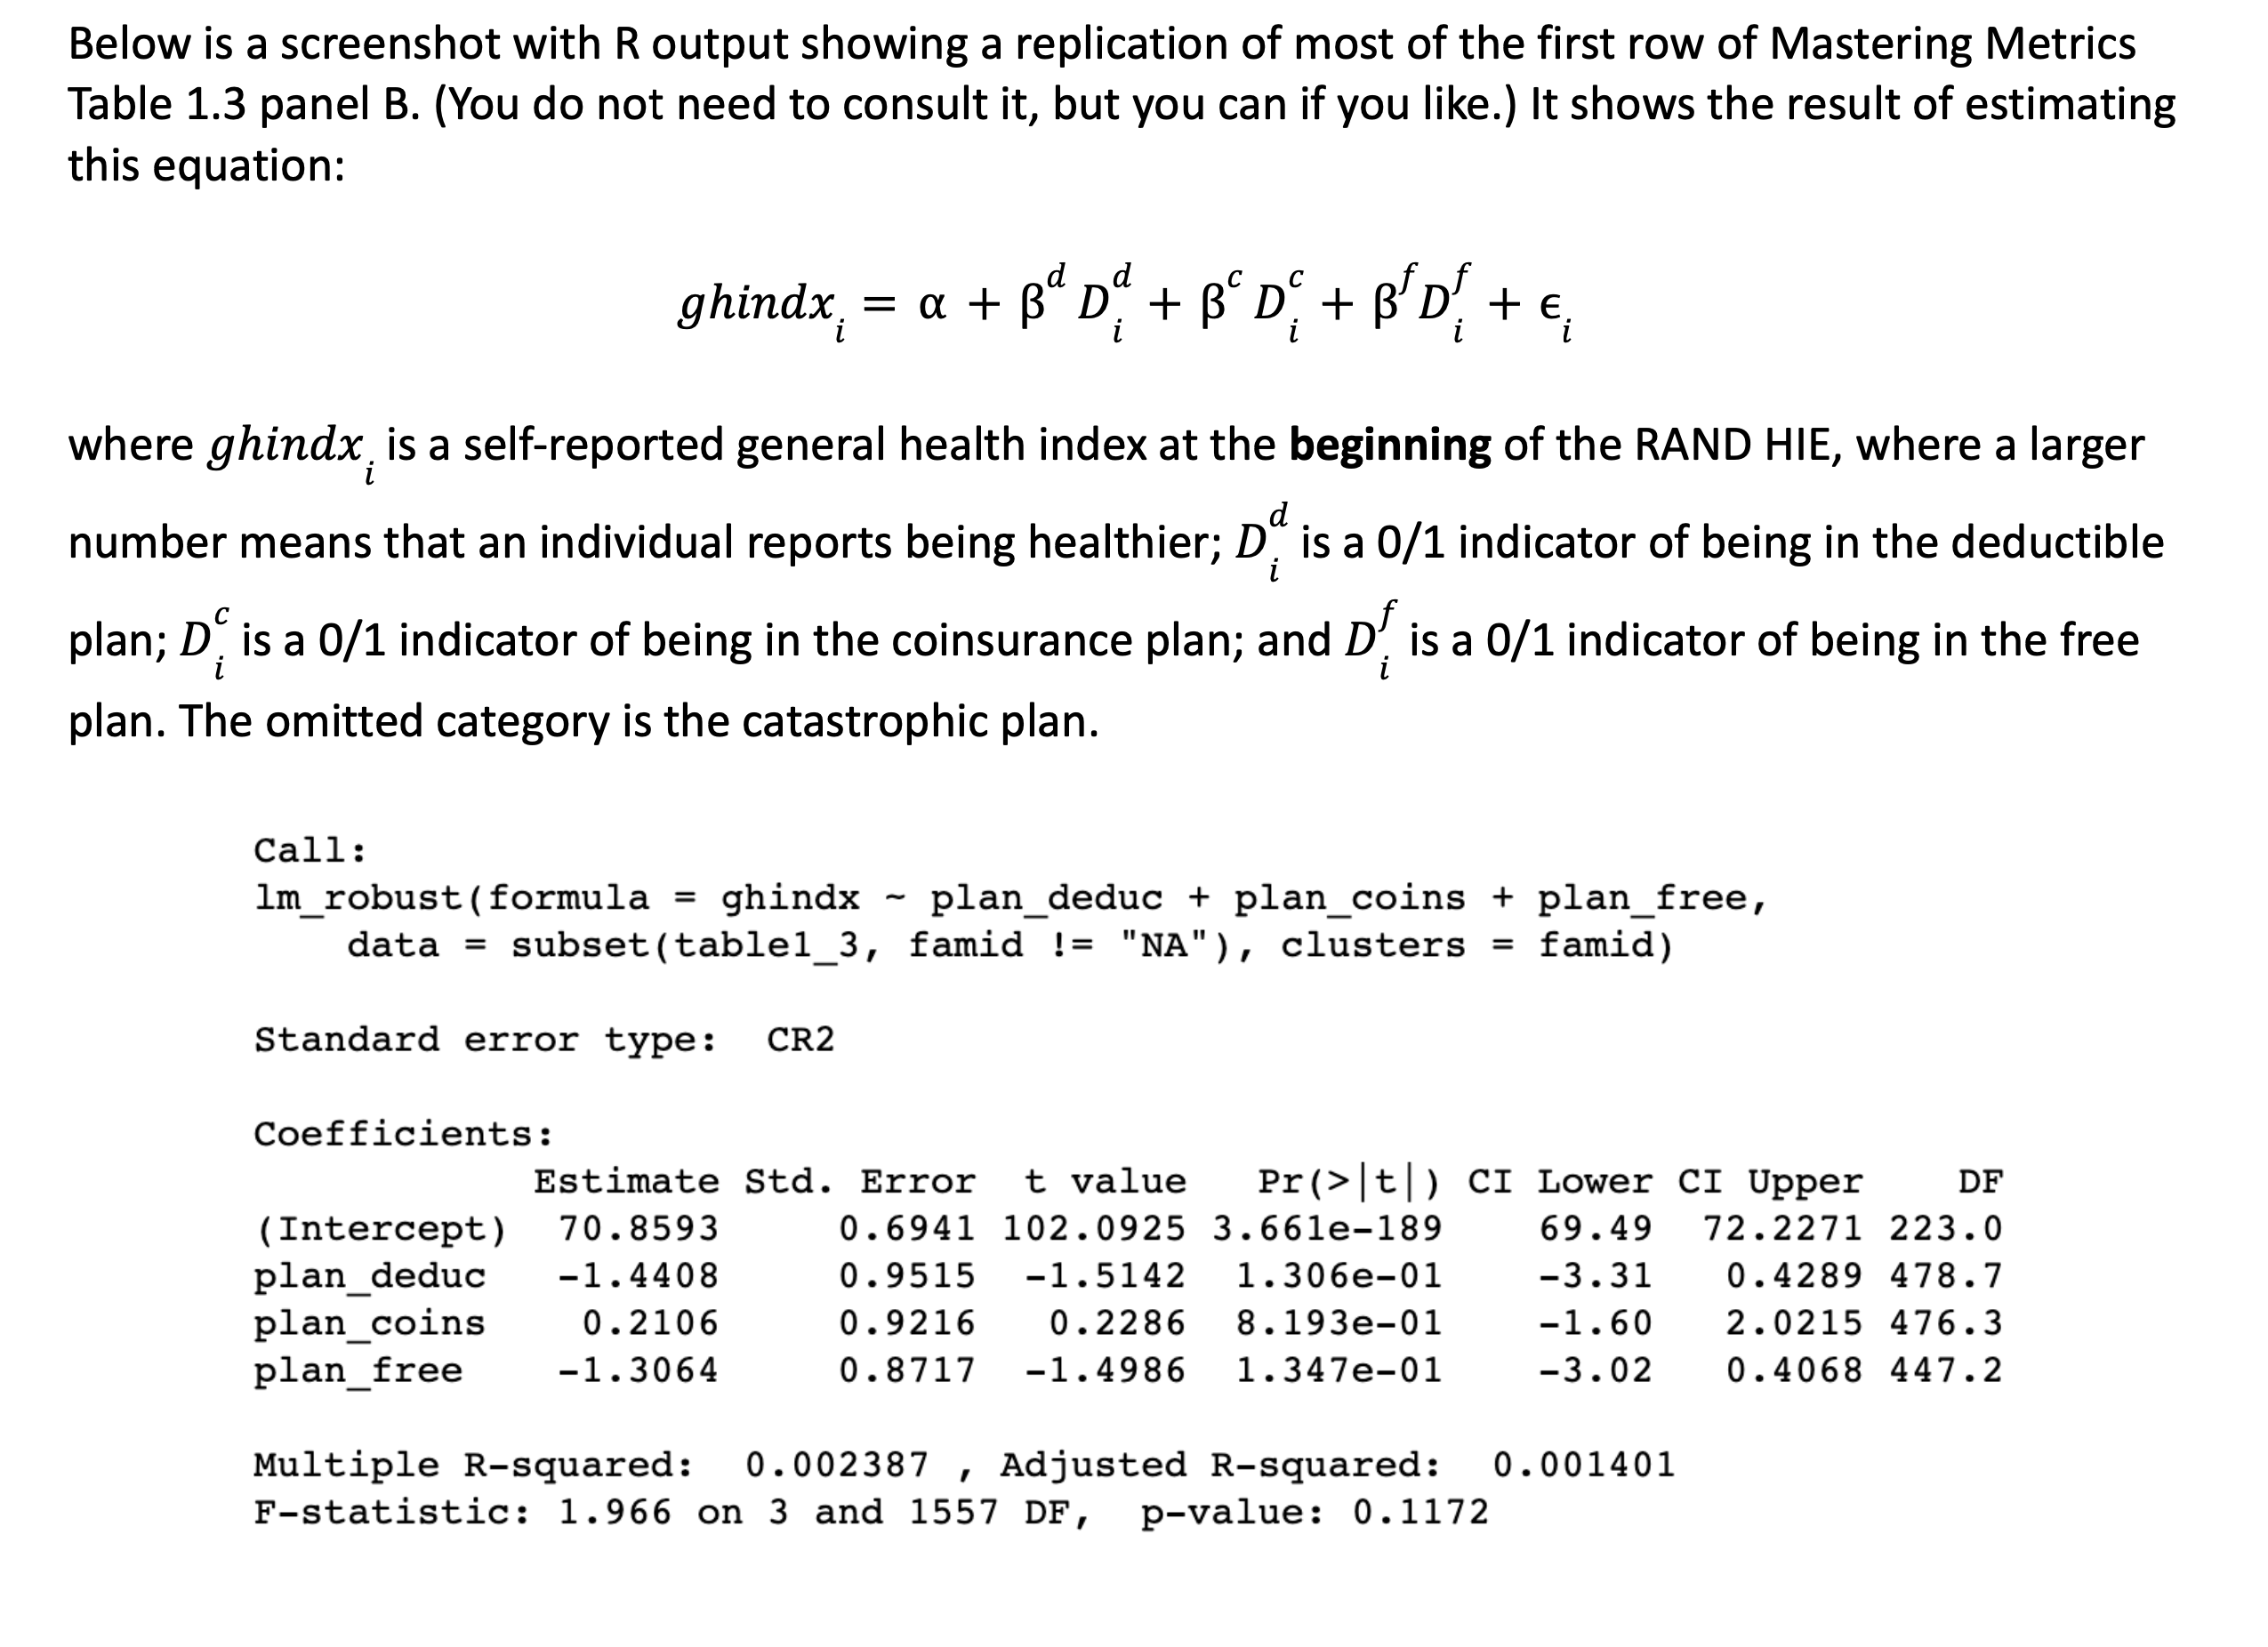 Below is a screenshot with R output showing a replication of most of the first row of Mastering Metrics
Table 1.3 panel B. (You do not need to consult it, but you can if you like.) It shows the result of estimating
this equation:
ghindx_i = α + β^d D_i^d + β^c D_i^c + β^f D_i^f + ϵ_i
where ghindx_i is a self-reported general health index at the beginning of the RAND HIE, where a larger
number means that an individual reports being healthier; D_i^d is a 0/1 indicator of being in the deductible
plan; D_i^c is a 0/1 indicator of being in the coinsurance plan; and D_i^f is a 0/1 indicator of being in the free
plan. The omitted category is the catastrophic plan.
Call:
lm_robust(formula = ghindx ~ plan_deduc + plan_coins + plan_free,
    data = subset(table1_3, famid != "NA"), clusters = famid)
Standard error type:  CR2
Coefficients:
            Estimate Std. Error  t value   Pr(>|t|) CI Lower CI Upper    DF
(Intercept)  70.8593     0.6941 102.0925 3.661e-189    69.49  72.2271 223.0
plan_deduc   -1.4408     0.9515  -1.5142  1.306e-01    -3.31   0.4289 478.7
plan_coins    0.2106     0.9216   0.2286  8.193e-01    -1.60   2.0215 476.3
plan_free    -1.3064     0.8717  -1.4986  1.347e-01    -3.02   0.4068 447.2
Multiple R-squared:  0.002387 , Adjusted R-squared:  0.001401
F-statistic: 1.966 on 3 and 1557 DF,  p-value: 0.1172